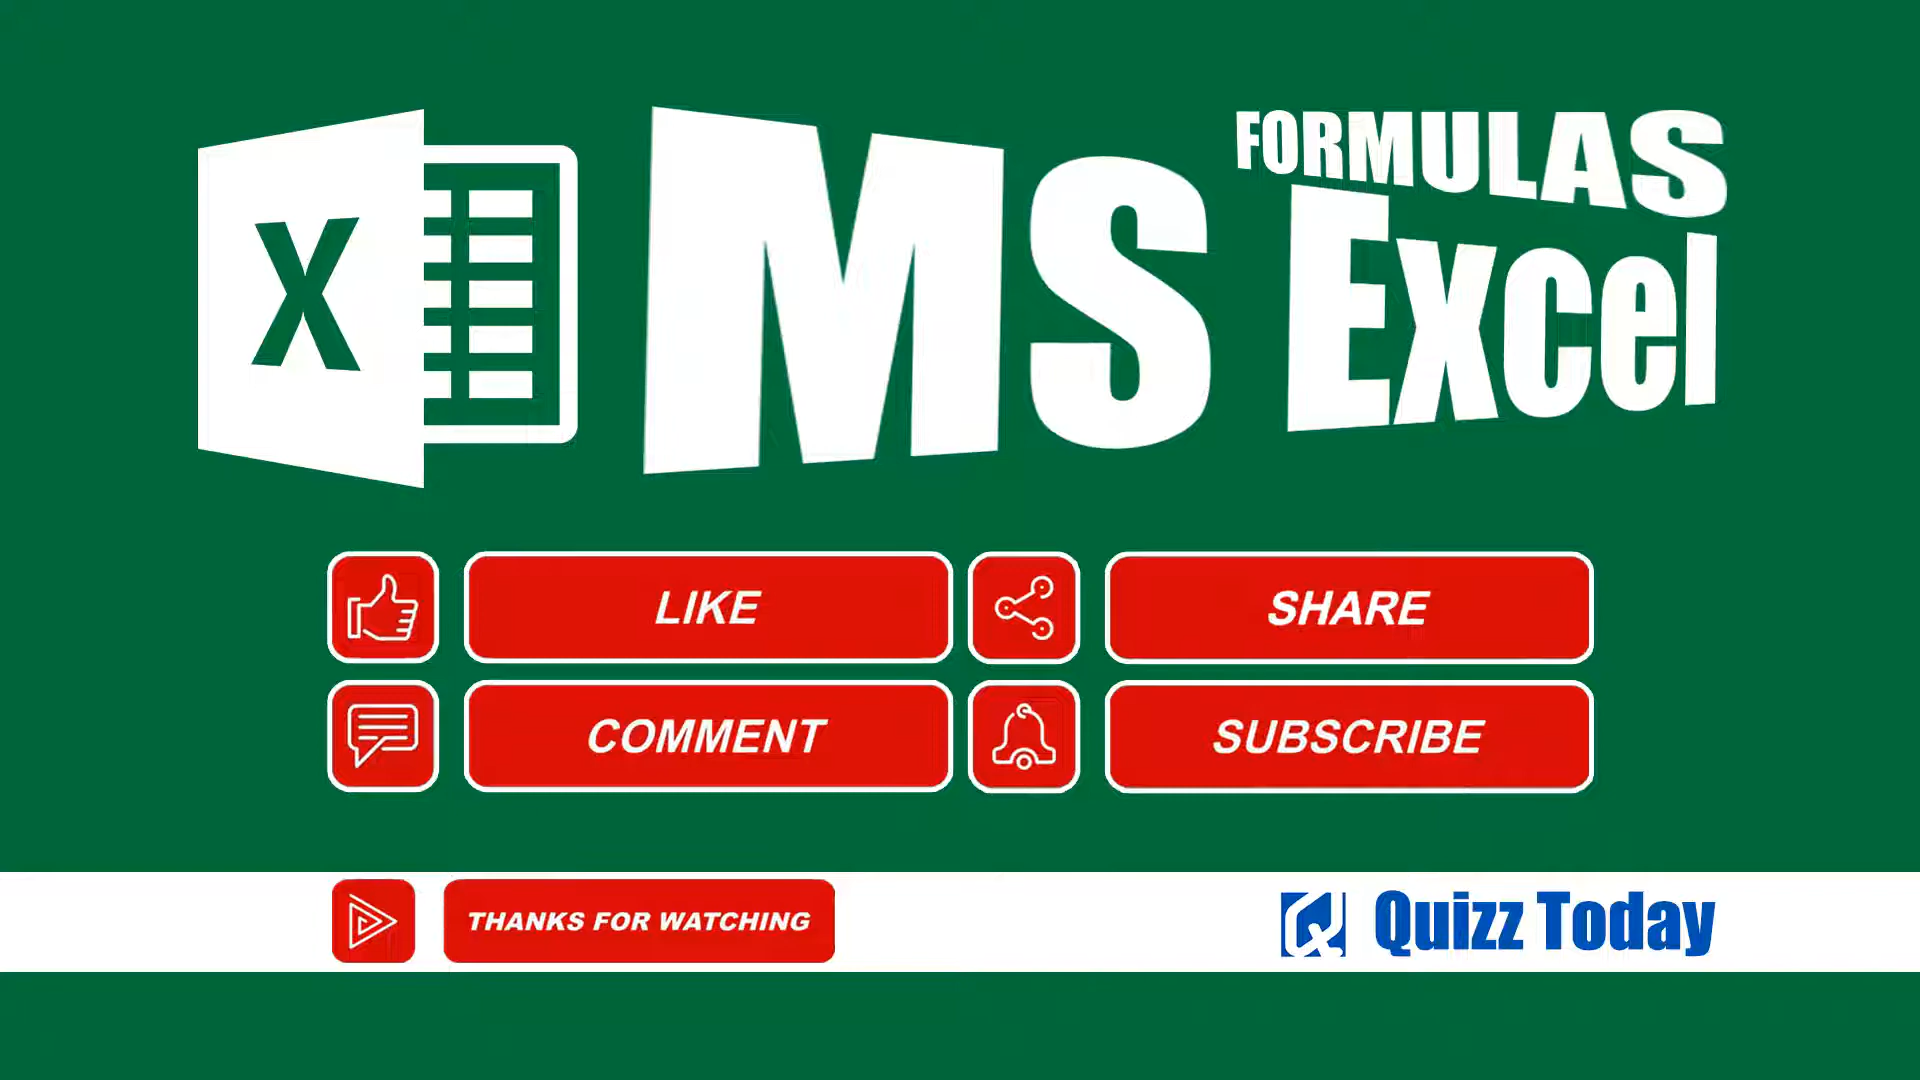 X
MS
FORMULAS
Excel
LIKE
SHARE
COMMENT
SUBSCRIBE
THANKS FOR WATCHING
Quizz Today